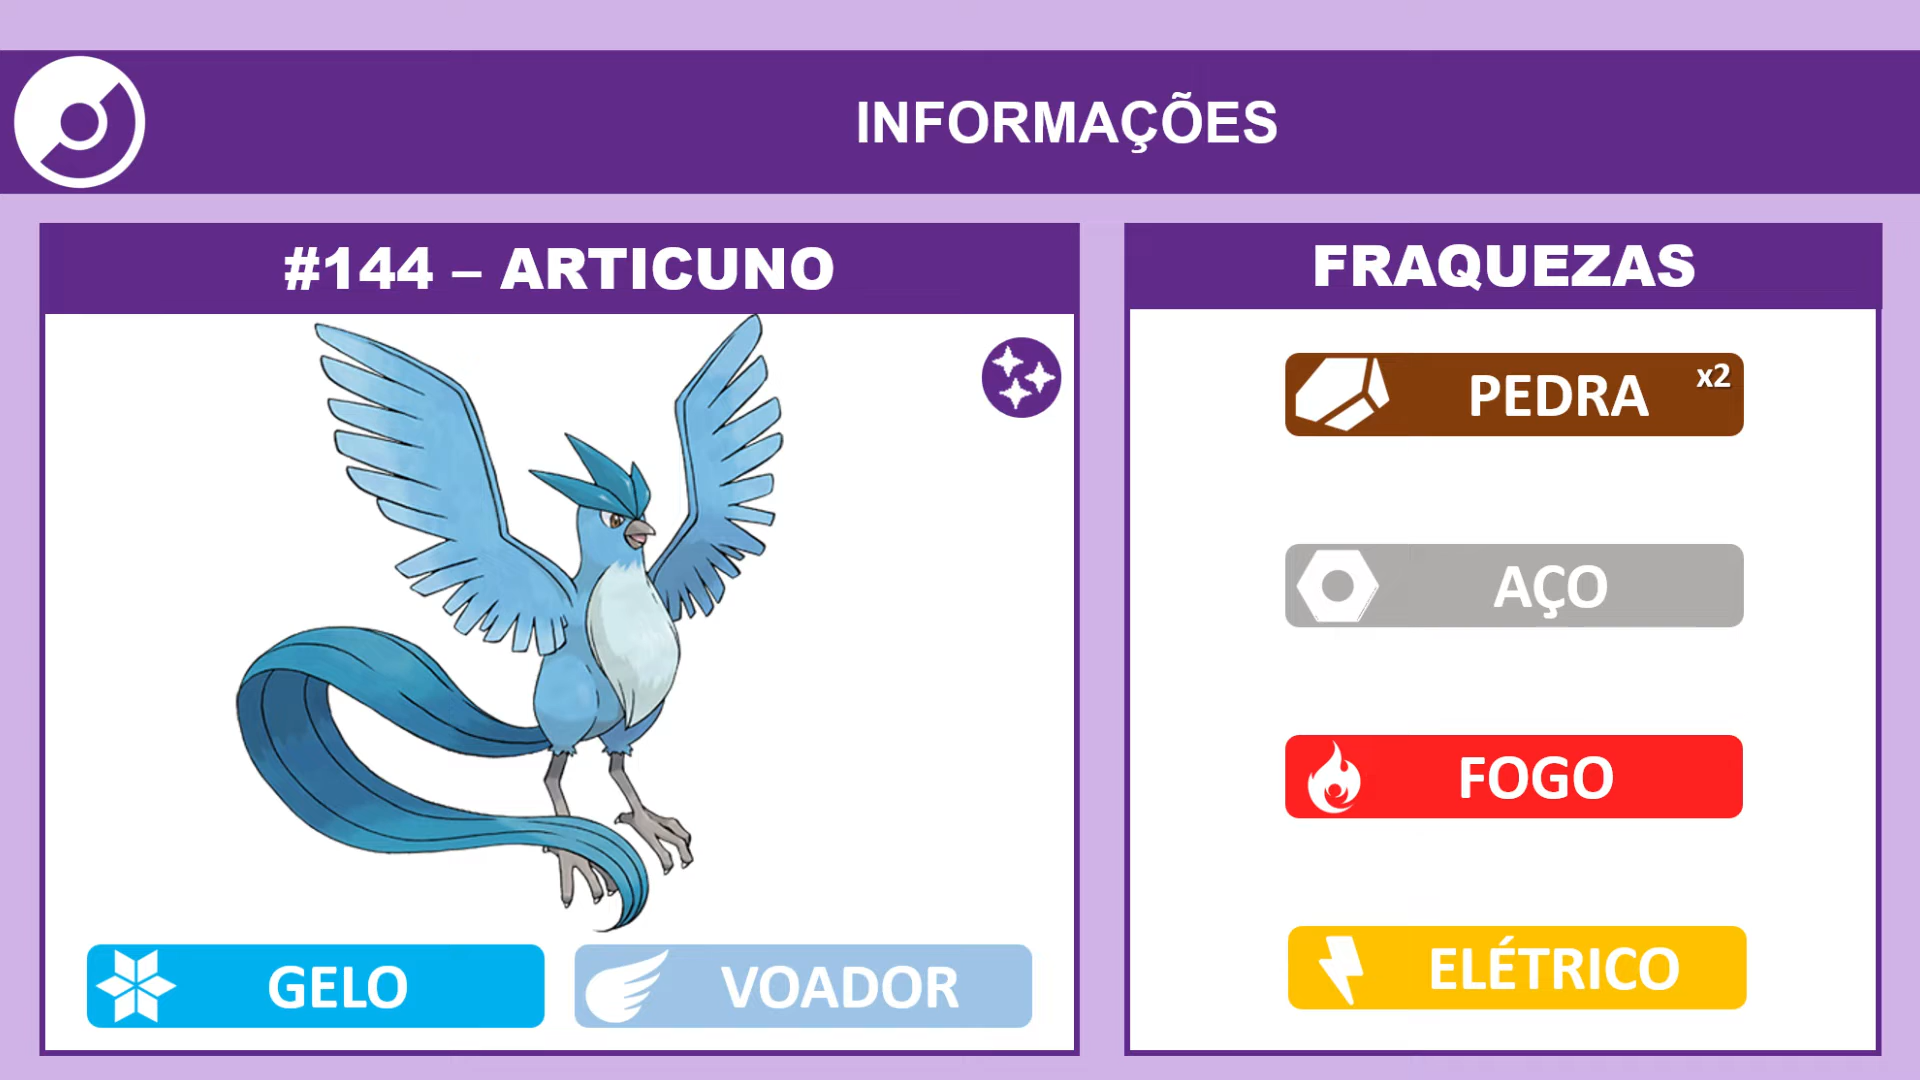 INFORMAÇÕES
#144 – ARTICUNO
GELO
VOADOR
FRAQUEZAS
PEDRA x2
AÇO
FOGO
ELÉTRICO